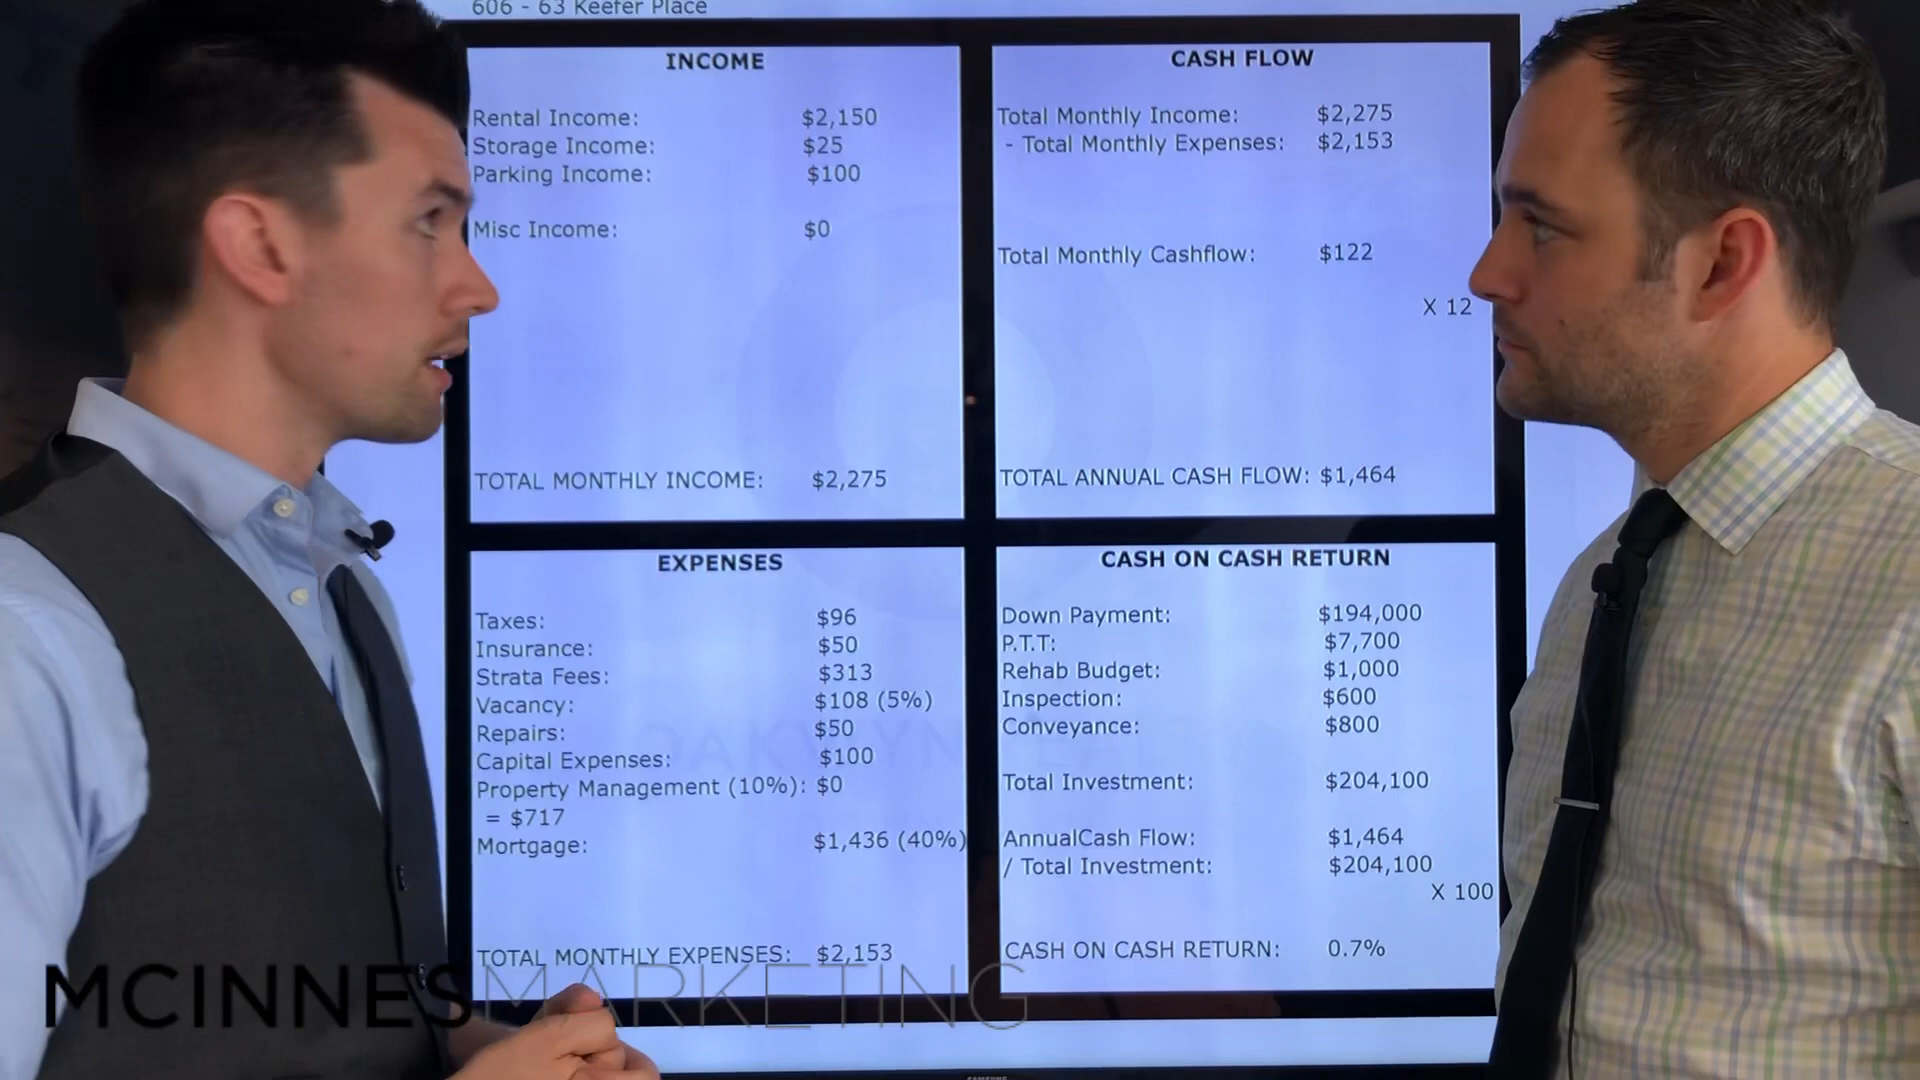 606 - 63 Keefer Place
INCOME
Rental Income: $2,150
Storage Income: $25
Parking Income: $100
Misc Income: $0
TOTAL MONTHLY INCOME: $2,275
CASH FLOW
Total Monthly Income: $2,275
- Total Monthly Expenses: $2,153
Total Monthly Cashflow: $122
X 12
TOTAL ANNUAL CASH FLOW: $1,464
EXPENSES
Taxes: $96
Insurance: $50
Strata Fees: $313
Vacancy: $108 (5%)
Repairs: $50
Capital Expenses: $100
Property Management (10%): $0
= $717
Mortgage: $1,436 (40%)
TOTAL MONTHLY EXPENSES: $2,153
CASH ON CASH RETURN
Down Payment: $194,000
P.T.T: $7,700
Rehab Budget: $1,000
Inspection: $600
Conveyance: $800
Total Investment: $204,100
AnnualCash Flow: $1,464
/ Total Investment: $204,100
X 100
CASH ON CASH RETURN: 0.7%
MCINNESMARKETING